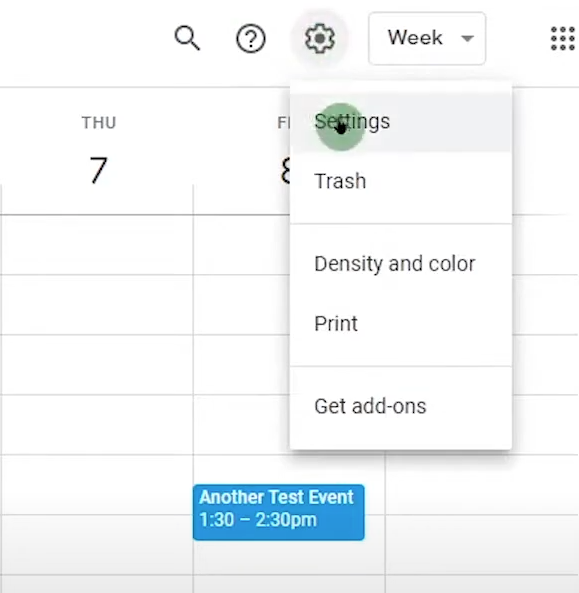 Week
THU
7
8
Settings
Trash
Density and color
Print
Get add-ons
Another Test Event
1:30 – 2:30pm